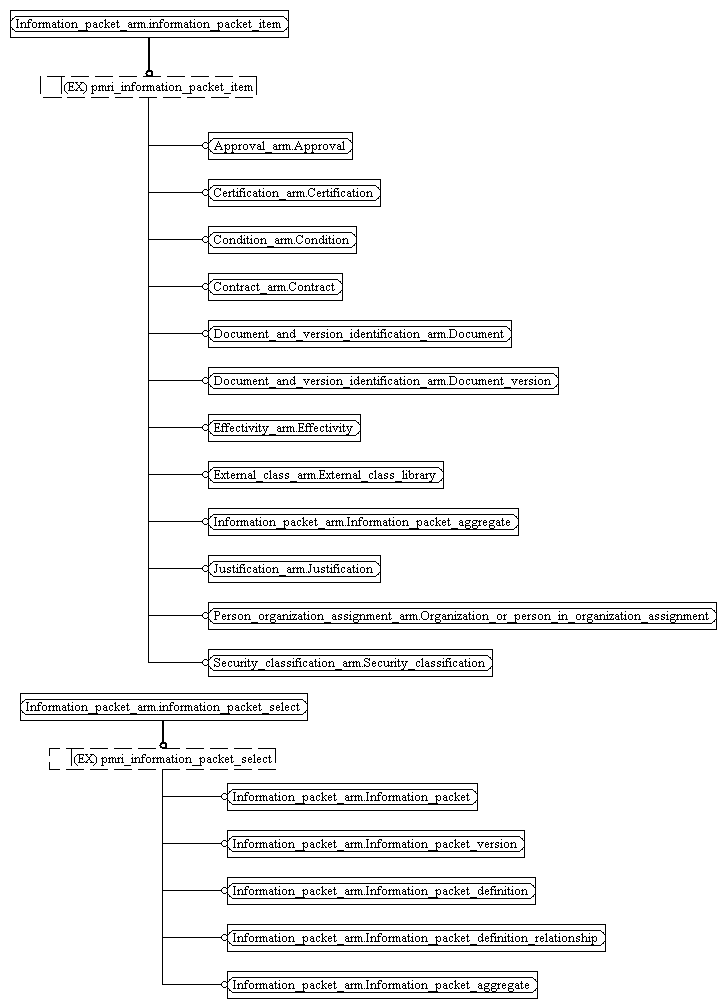 Information_packet_arm.information_packet_item
(EX) pmri_information_packet_item
Approval_arm.Approval
Certification_arm.Certification
Condition_arm.Condition
Contract_arm.Contract
Document_and_version_identification_arm.Document
Document_and_version_identification_arm.Document_version
Effectivity_arm.Effectivity
External_class_arm.External_class_library
Information_packet_arm.Information_packet_aggregate
Justification_arm.Justification
Person_organization_assignment_arm.Organization_or_person_in_organization_assignment
Security_classification_arm.Security_classification
Information_packet_arm.information_packet_select
(EX) pmri_information_packet_select
Information_packet_arm.Information_packet
Information_packet_arm.Information_packet_version
Information_packet_arm.Information_packet_definition
Information_packet_arm.Information_packet_definition_relationship
Information_packet_arm.Information_packet_aggregate